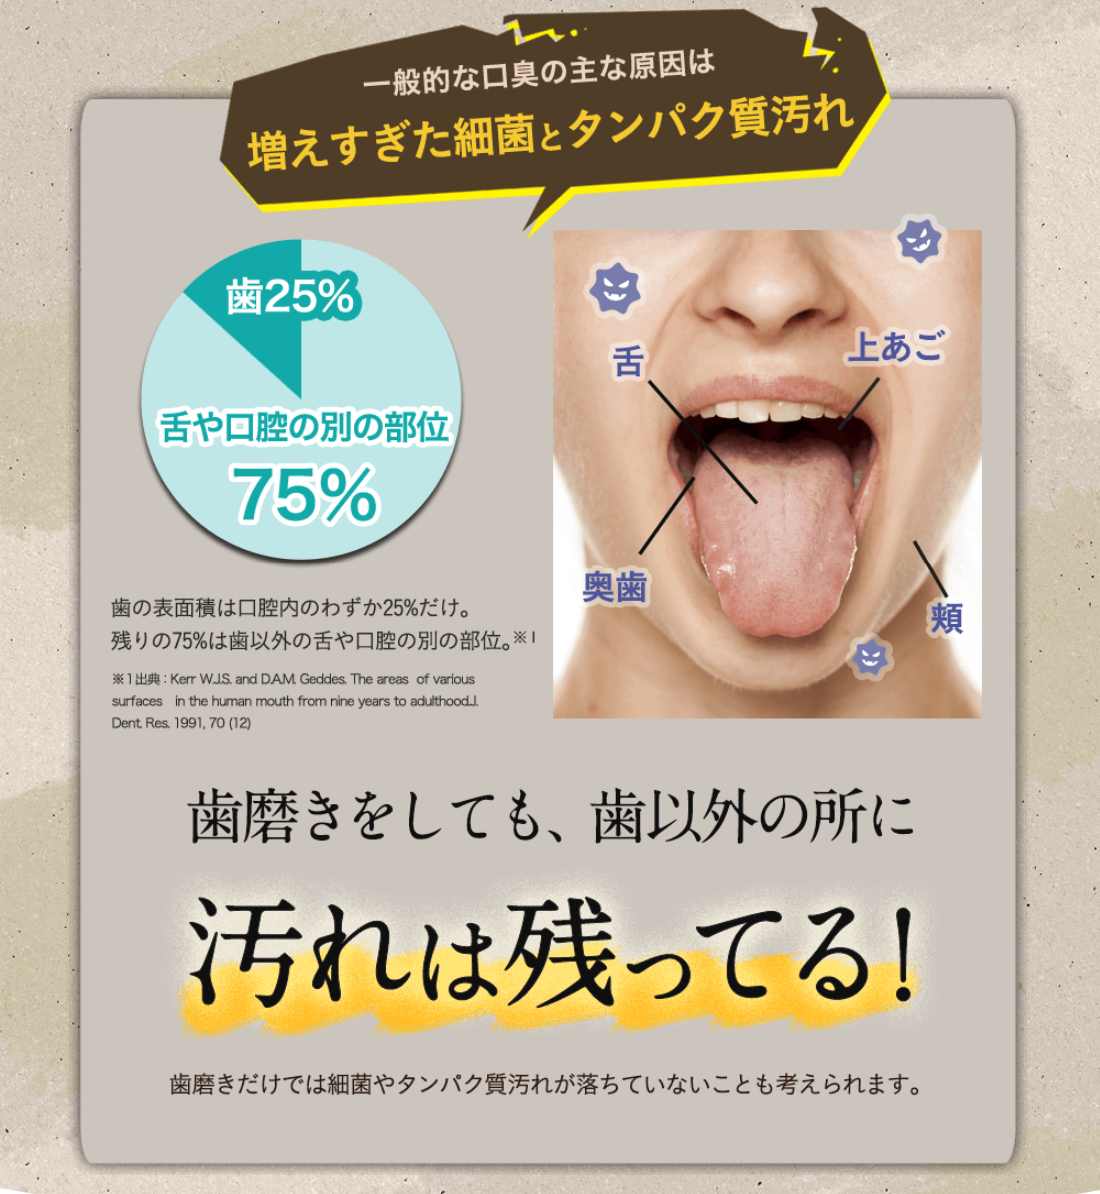 一般的な口臭の主な原因は
増えすぎた細菌とタンパク質汚れ
歯25%
舌や口腔の別の部位
75%
舌
上あご
奥歯
頬
歯の表面積は口腔内のわずか25%だけ。
残りの75%は歯以外の舌や口腔の別の部位。※1
※1出典 : Kerr W.J.S. and D.A.M. Geddes. The areas of various
surfaces in the human mouth from nine years to adulthood.J.
Dent. Res. 1991, 70 (12)
歯磨きをしても、歯以外の所に
汚れは残ってる!
歯磨きだけでは細菌やタンパク質汚れが落ちていないことも考えられます。